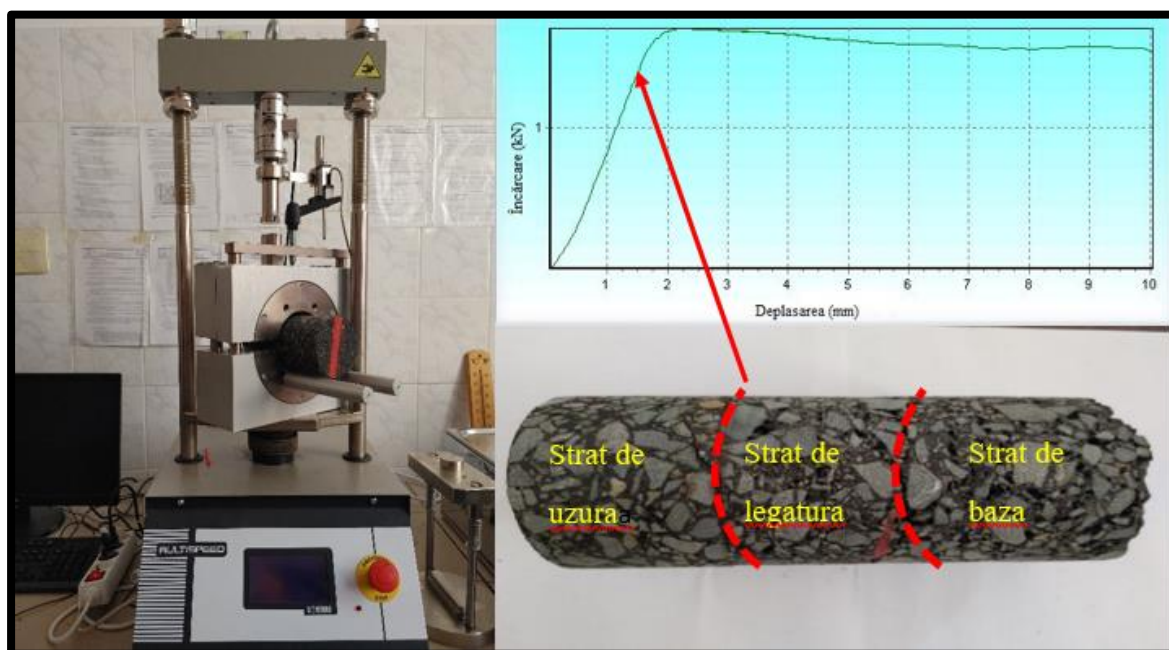 MULTISPEED
Încărcare (kN)
1
1 2 3 4 5 6 7 8 9 10
Deplasarea (mm)
Strat de
uzuraa
Strat de
legatura
Strat de
baza